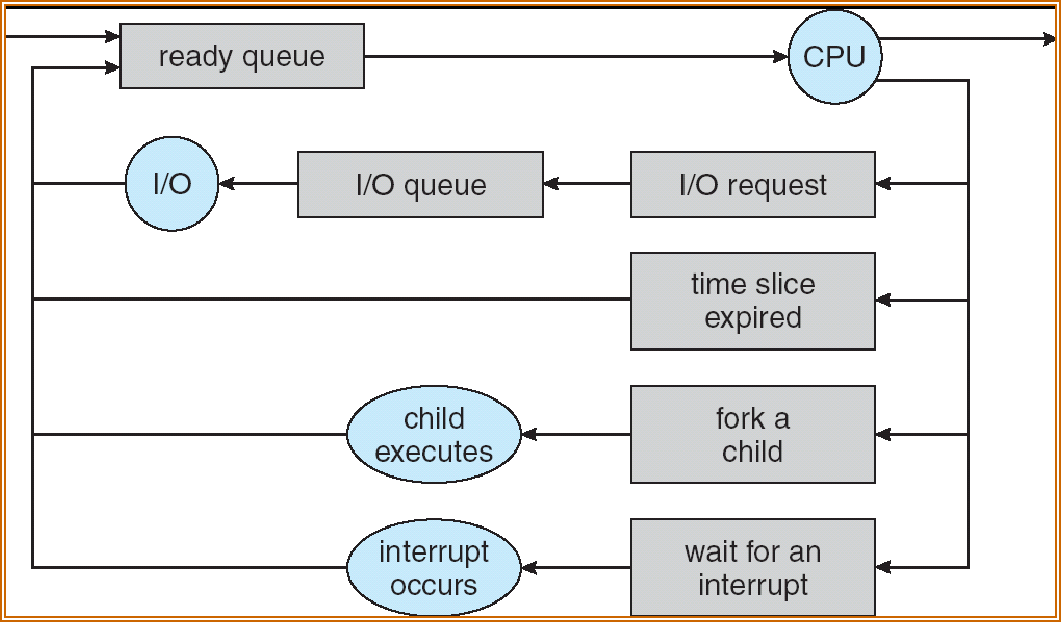 ready queue
CPU
I/O
I/O queue
I/O request
time slice
expired
child
executes
fork a
child
interrupt
occurs
wait for an
interrupt